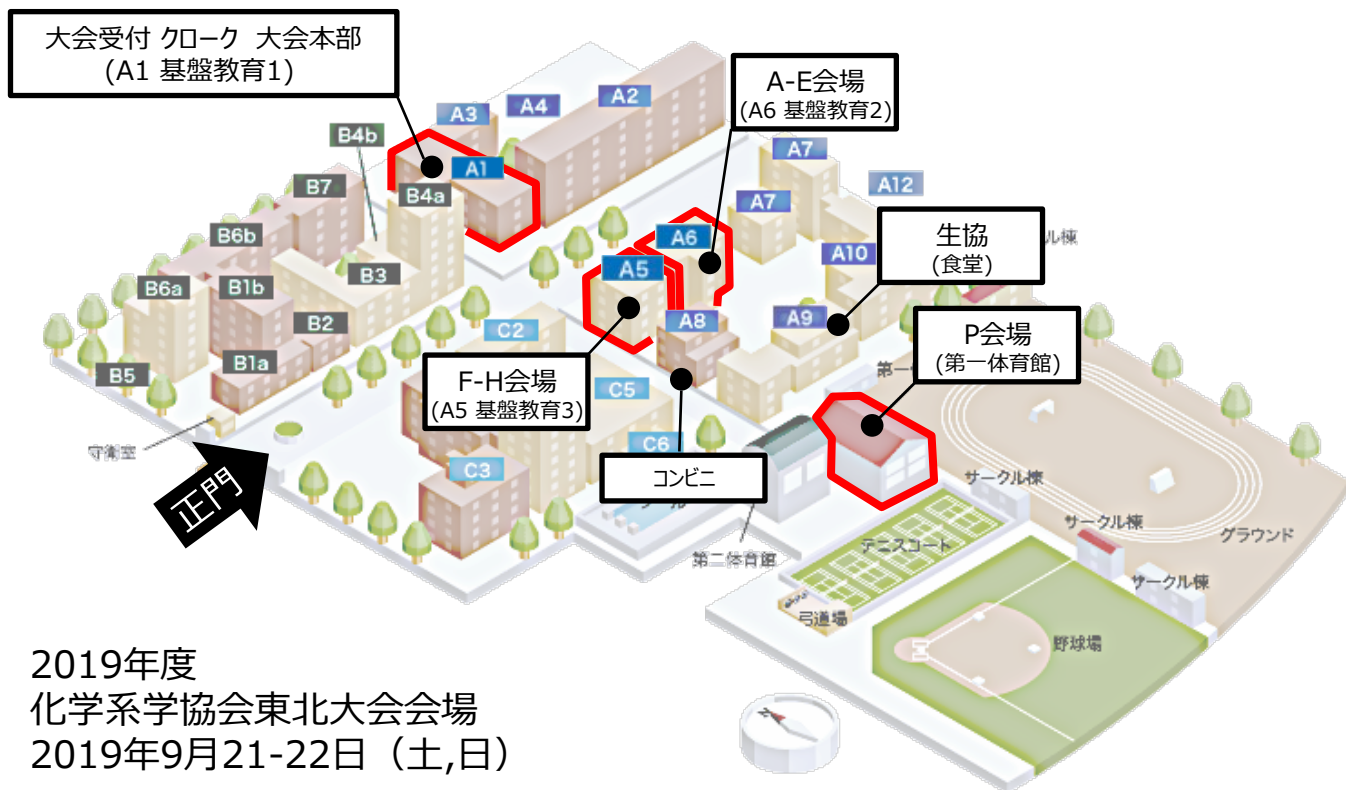 大会受付 クローク 大会本部
(A1 基盤教育1)
A-E会場
(A6 基盤教育2)
A2
A4
A3
B4b
A1
A7
A12
B7
B4a
A7
生協
(食堂)
ル棟
B6b
A6
A10
B3
A5
B6a
B1b
B2
A8
A9
C2
P会場
(第一体育館)
B1a
B5
F-H会場
(A5 基盤教育3)
第一
C5
守衛室
C6
正門
C3
コンビニ
サークル棟
サークル棟
グラウンド
テニスコート
第二体育館
サークル棟
弓道場
野球場
N
2019年度
化学系学協会東北大会会場
2019年9月21-22日（土,日）